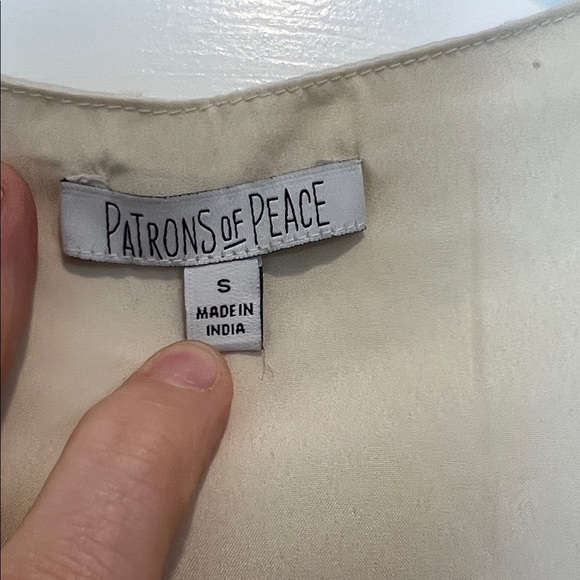 PATRONS OF PEACE
S
MADE IN
INDIA